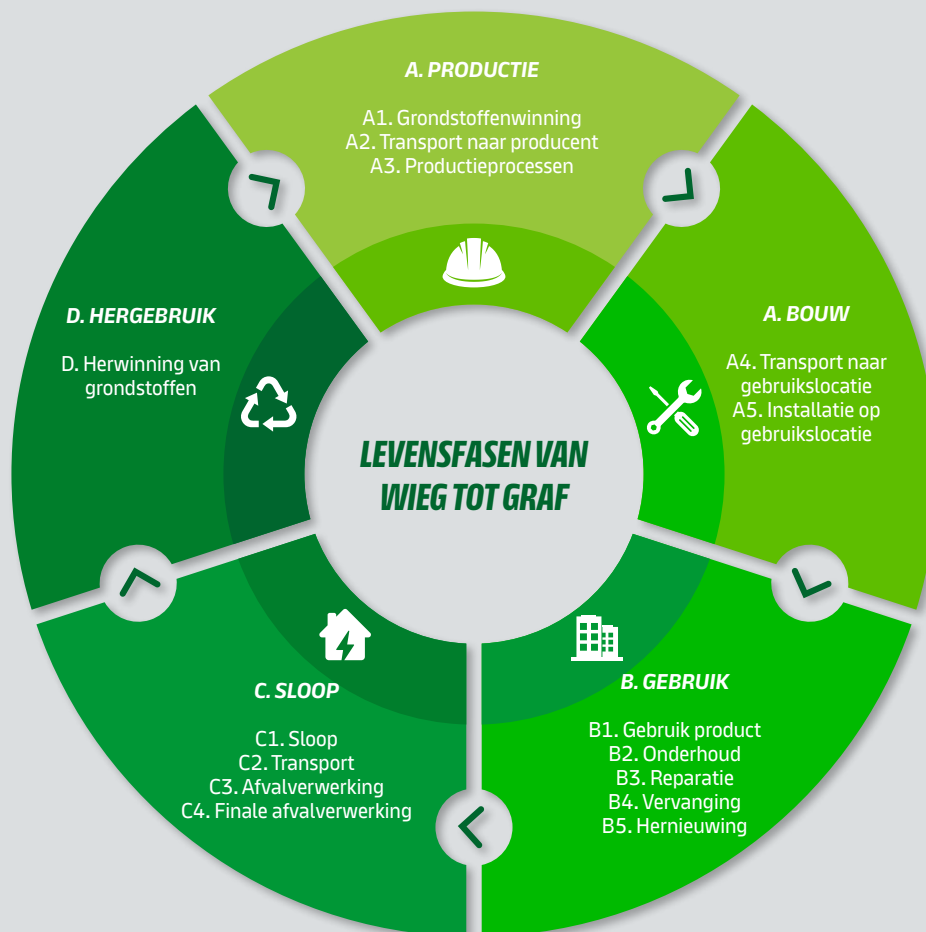 A. PRODUCTIE
A1. Grondstoffenwinning
A2. Transport naar producent
A3. Productieprocessen
A. BOUW
A4. Transport naar
gebruikslocatie
A5. Installatie op
gebruikslocatie
B. GEBRUIK
B1. Gebruik product
B2. Onderhoud
B3. Reparatie
B4. Vervanging
B5. Hernieuwing
C. SLOOP
C1. Sloop
C2. Transport
C3. Afvalverwerking
C4. Finale afvalverwerking
D. HERGEBRUIK
D. Herwinning van
grondstoffen
LEVENSFASEN VAN
WIEG TOT GRAF